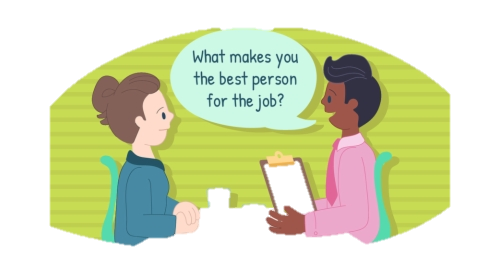 What makes you
the best person
for the job?